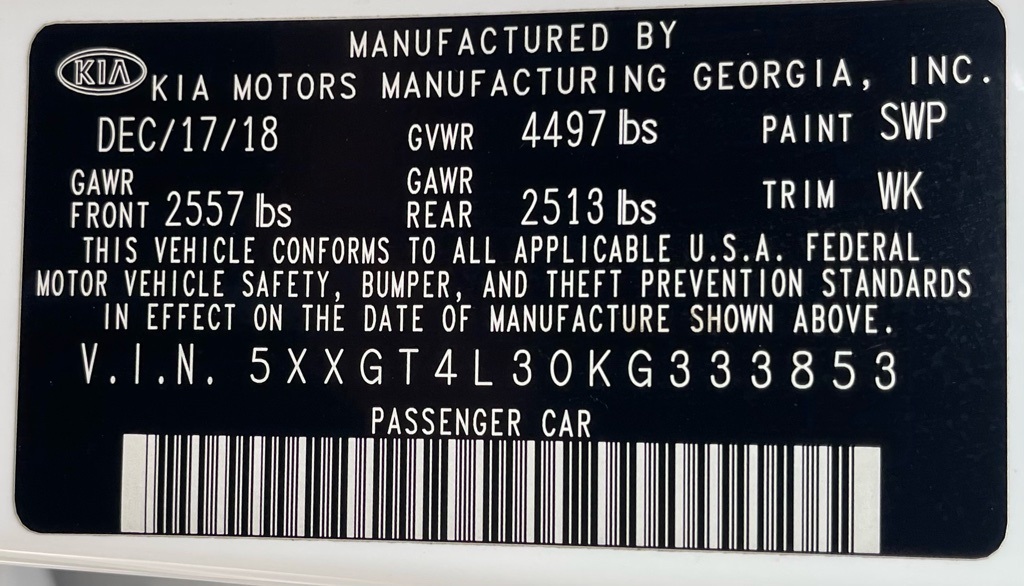 MANUFACTURED BY
KIA KIA MOTORS MANUFACTURING GEORGIA, INC.
DEC/17/18 GVWR 4497 lbs PAINT SWP
GAWR FRONT 2557 lbs GAWR REAR 2513 lbs TRIM WK
THIS VEHICLE CONFORMS TO ALL APPLICABLE U.S.A. FEDERAL
MOTOR VEHICLE SAFETY, BUMPER, AND THEFT PREVENTION STANDARDS
IN EFFECT ON THE DATE OF MANUFACTURE SHOWN ABOVE.
V.I.N. 5XXGT4L30KG333853
PASSENGER CAR